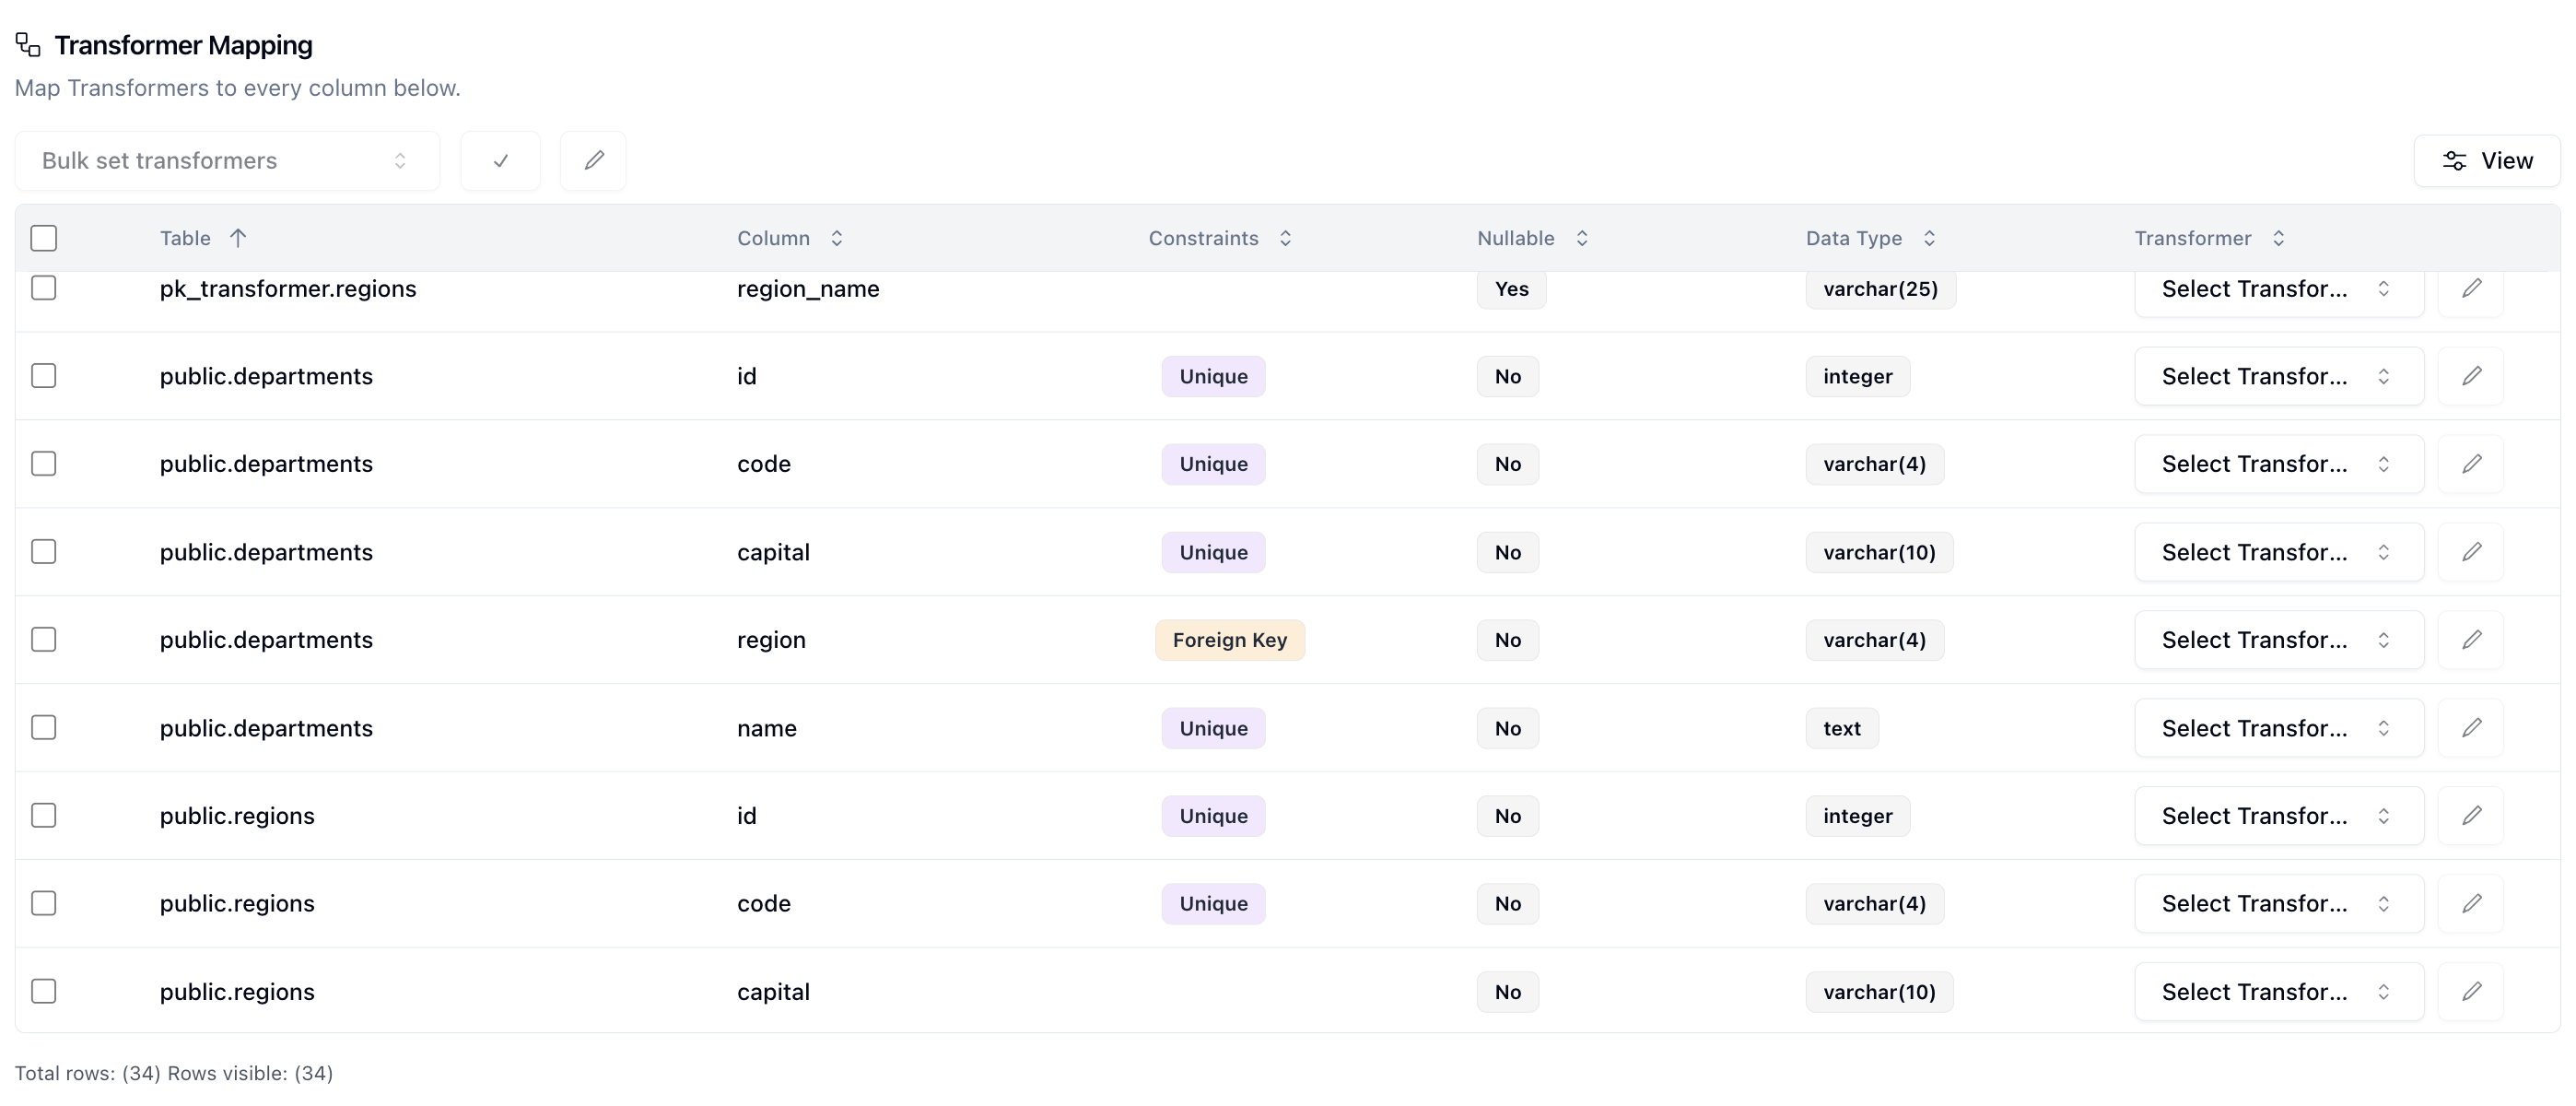 Transformer Mapping
Map Transformers to every column below.
Bulk set transformers View
Table Column Constraints Nullable Data Type Transformer
pk_transformer.regions region_name Yes varchar(25) Select Transfor...
public.departments id Unique No integer Select Transfor...
public.departments code Unique No varchar(4) Select Transfor...
public.departments capital Unique No varchar(10) Select Transfor...
public.departments region Foreign Key No varchar(4) Select Transfor...
public.departments name Unique No text Select Transfor...
public.regions id Unique No integer Select Transfor...
public.regions code Unique No varchar(4) Select Transfor...
public.regions capital No varchar(10) Select Transfor...
Total rows: (34) Rows visible: (34)